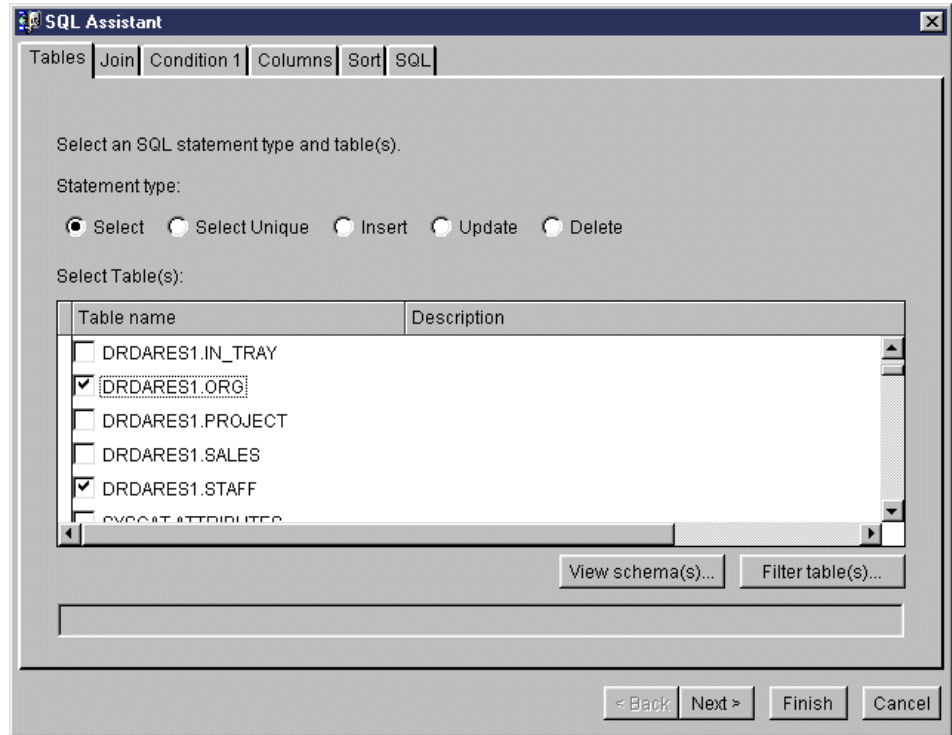 SQL Assistant
Tables Join Condition 1 Columns Sort SQL
Select an SQL statement type and table(s).
Statement type:
Select Select Unique Insert Update Delete
Select Table(s):
Table name Description
DRDARES1.IN_TRAY
DRDARES1.ORG
DRDARES1.PROJECT
DRDARES1.SALES
DRDARES1.STAFF
SYSCAT.ATTRIBUTES
View schema(s)... Filter table(s)...
< Back Next > Finish Cancel